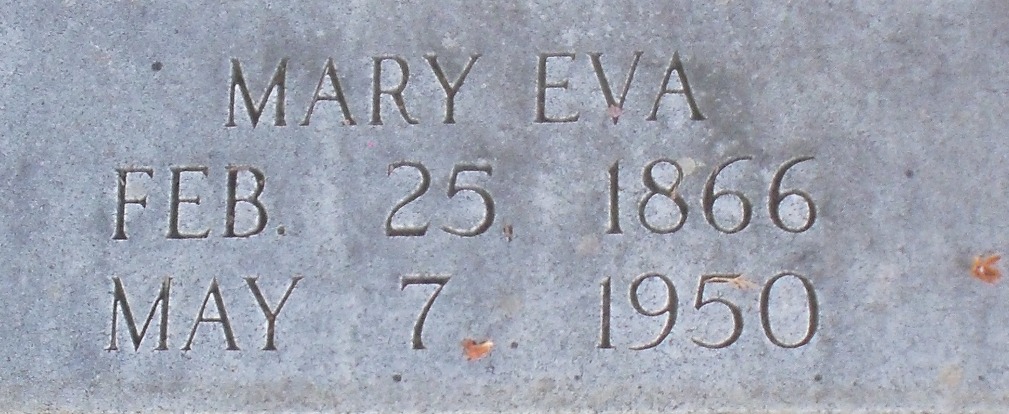 MARY EVA
FEB. 25, 1866
MAY 7, 1950